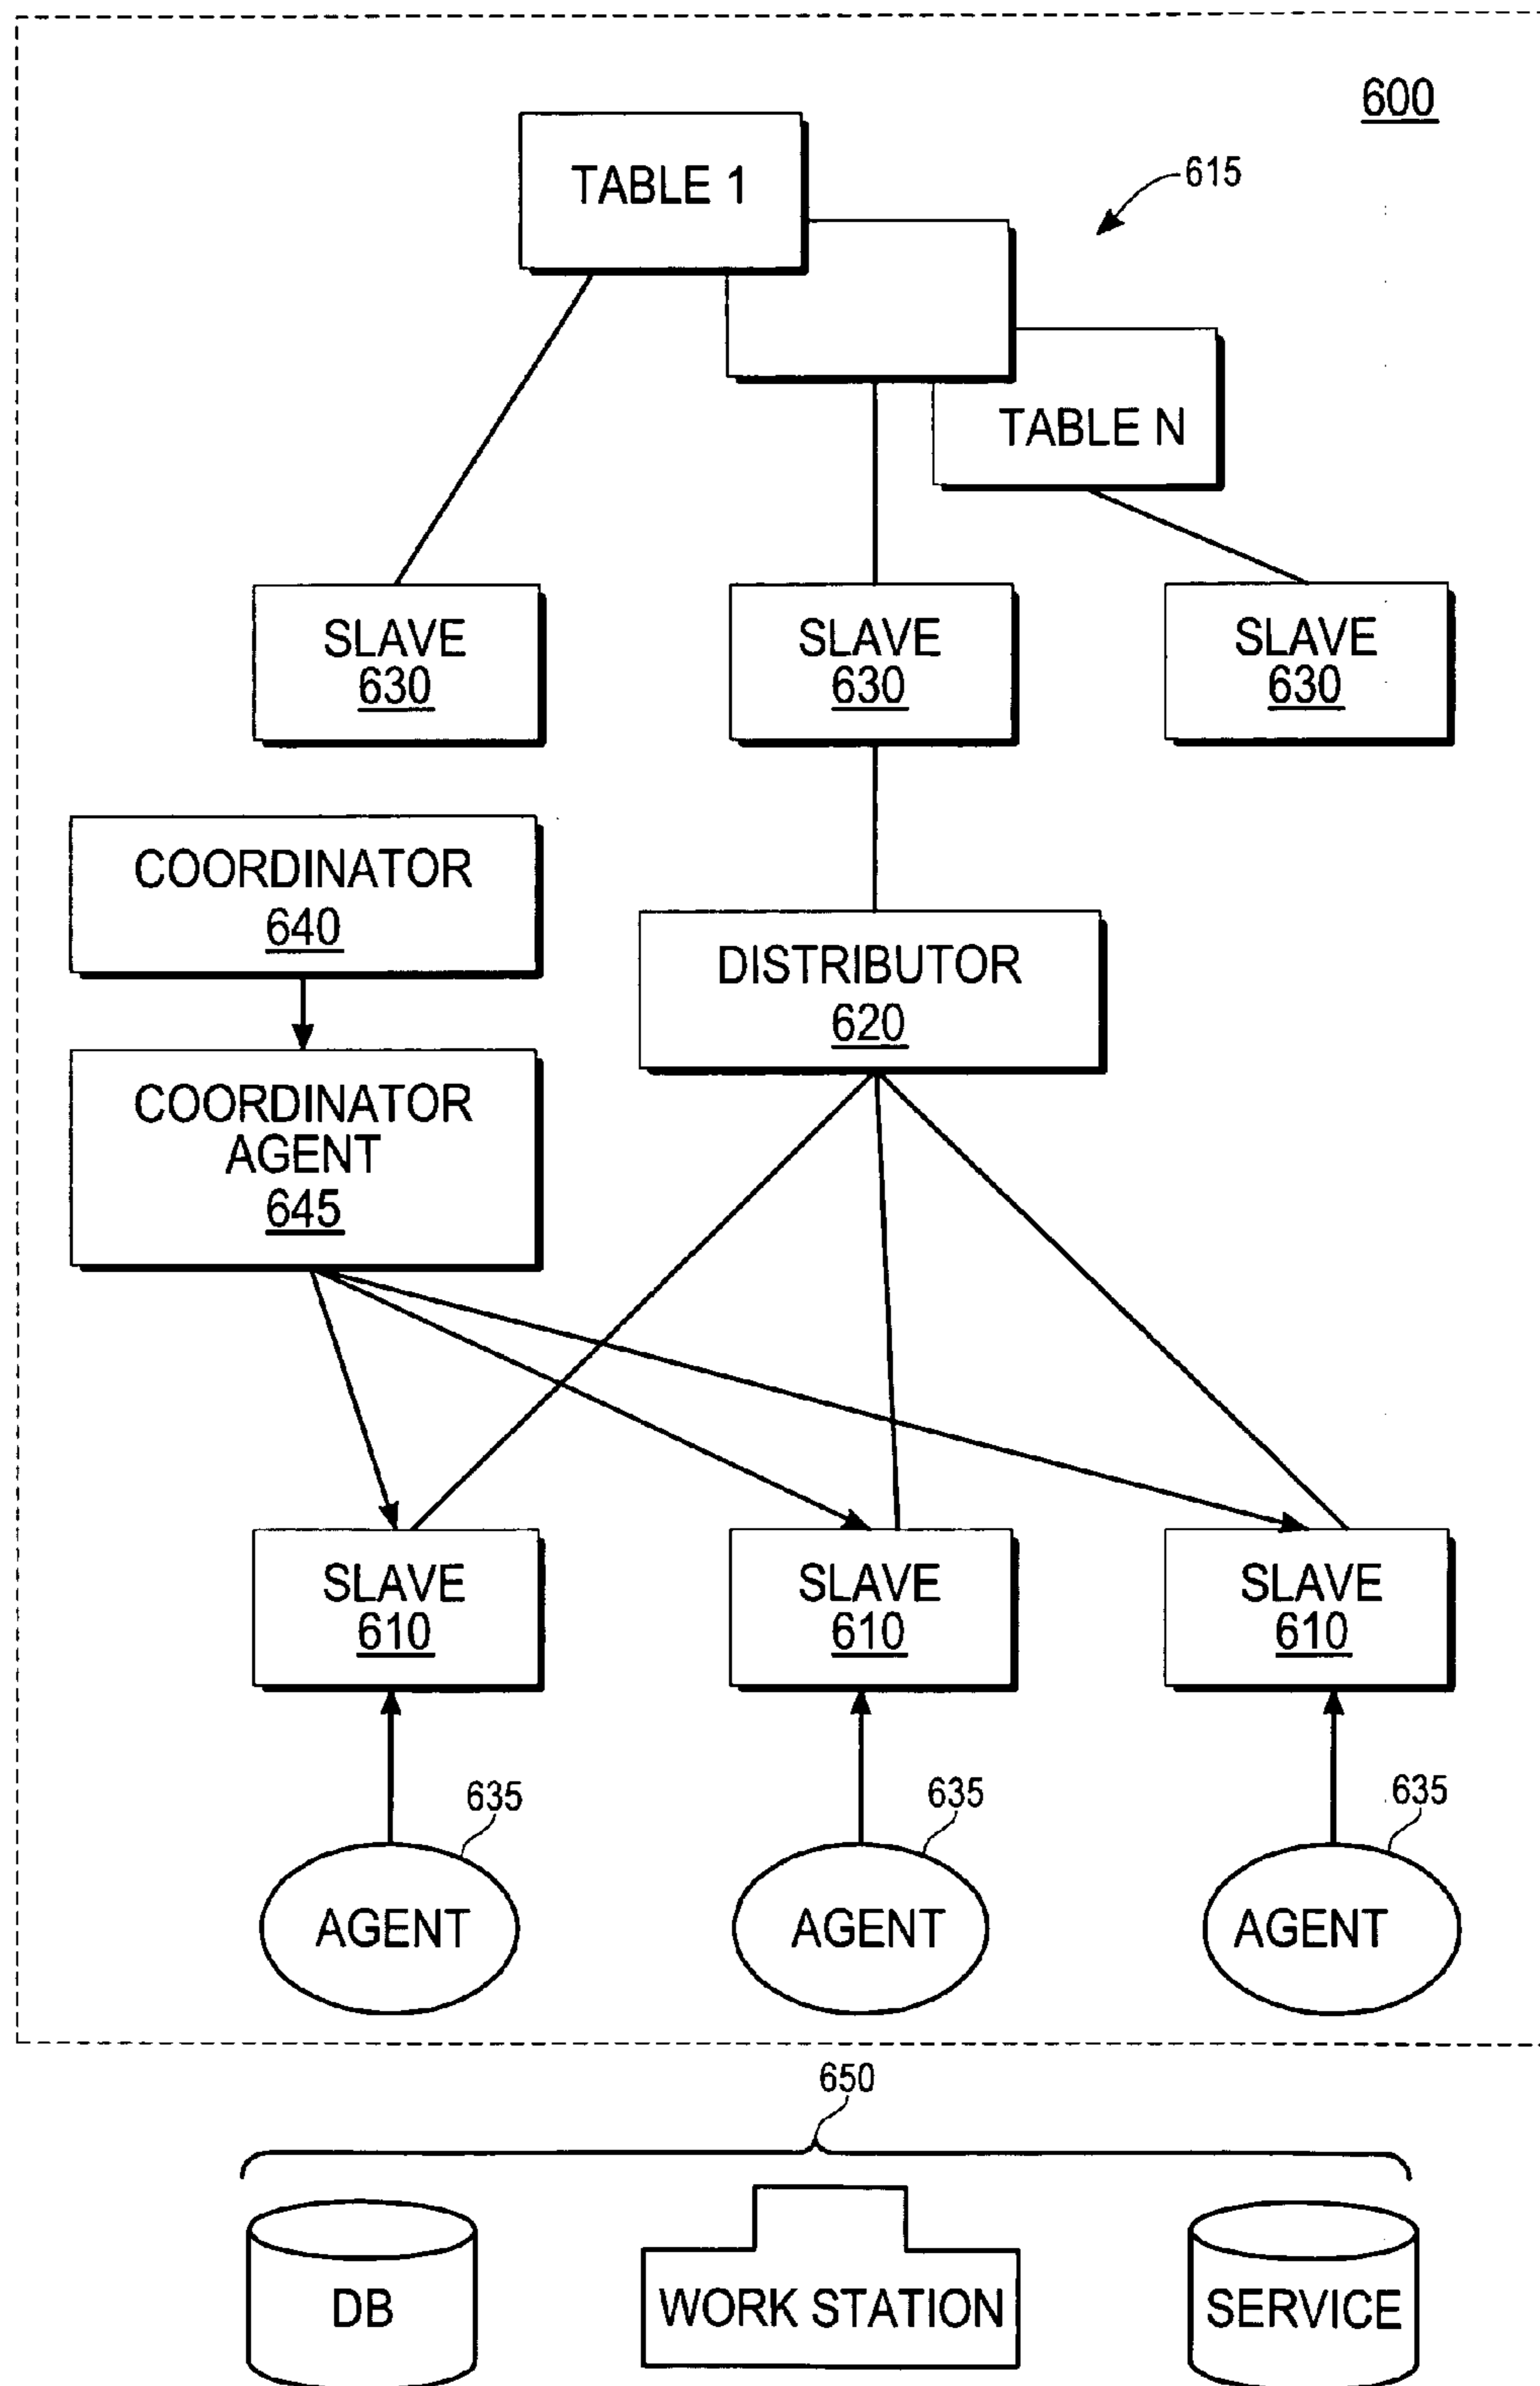 600
615
TABLE 1
TABLE N
SLAVE
630
SLAVE
630
SLAVE
630
COORDINATOR
640
DISTRIBUTOR
620
COORDINATOR
AGENT
645
SLAVE
610
SLAVE
610
SLAVE
610
635
635
635
AGENT
AGENT
AGENT
650
DB
WORK STATION
SERVICE